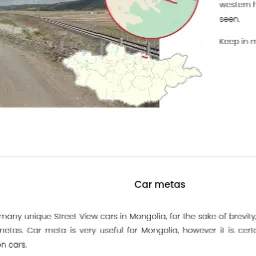 western h
seen.
Keep in m
Car metas
many unique Street View cars in Mongolia, for the sake of brevity,
metas. Car meta is very useful for Mongolia, however it is certa
on cars.